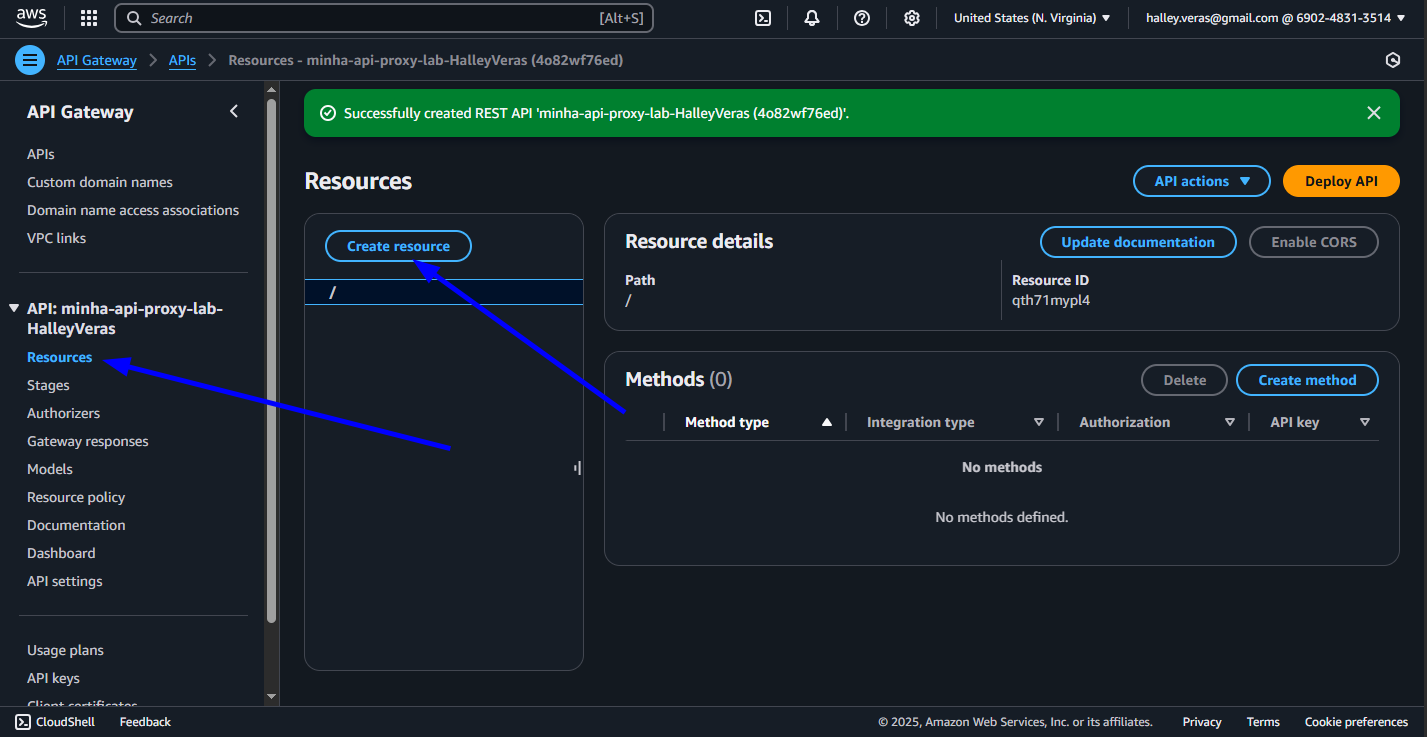 aws
Search [Alt+S]
United States (N. Virginia) halley.veras@gmail.com @ 6902-4831-3514
API Gateway
APIs
Resources - minha-api-proxy-lab-HalleyVeras (4o82wf76ed)
API Gateway
APIs
Custom domain names
Domain name access associations
VPC links
API: minha-api-proxy-lab-
HalleyVeras
Resources
Stages
Authorizers
Gateway responses
Models
Resource policy
Documentation
Dashboard
API settings
Usage plans
API keys
Client certificates
Successfully created REST API 'minha-api-proxy-lab-HalleyVeras (4o82wf76ed)'.
Resources
API actions
Deploy API
Create resource
/
Resource details
Update documentation
Enable CORS
Path
/
Resource ID
qth71mypl4
Methods (0)
Delete
Create method
Method type Integration type Authorization API key
No methods
No methods defined.
CloudShell Feedback
© 2025, Amazon Web Services, Inc. or its affiliates. Privacy Terms Cookie preferences